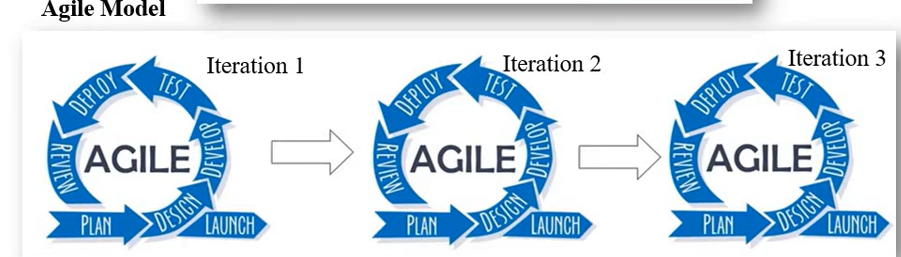 Agile Model
Iteration 1
DEPLOY
TEST
REVIEW
AGILE
DEVELOP
PLAN
DESIGN
LAUNCH
Iteration 2
DEPLOY
TEST
REVIEW
AGILE
DEVELOP
PLAN
DESIGN
LAUNCH
Iteration 3
DEPLOY
TEST
REVIEW
AGILE
DEVELOP
PLAN
DESIGN
LAUNCH